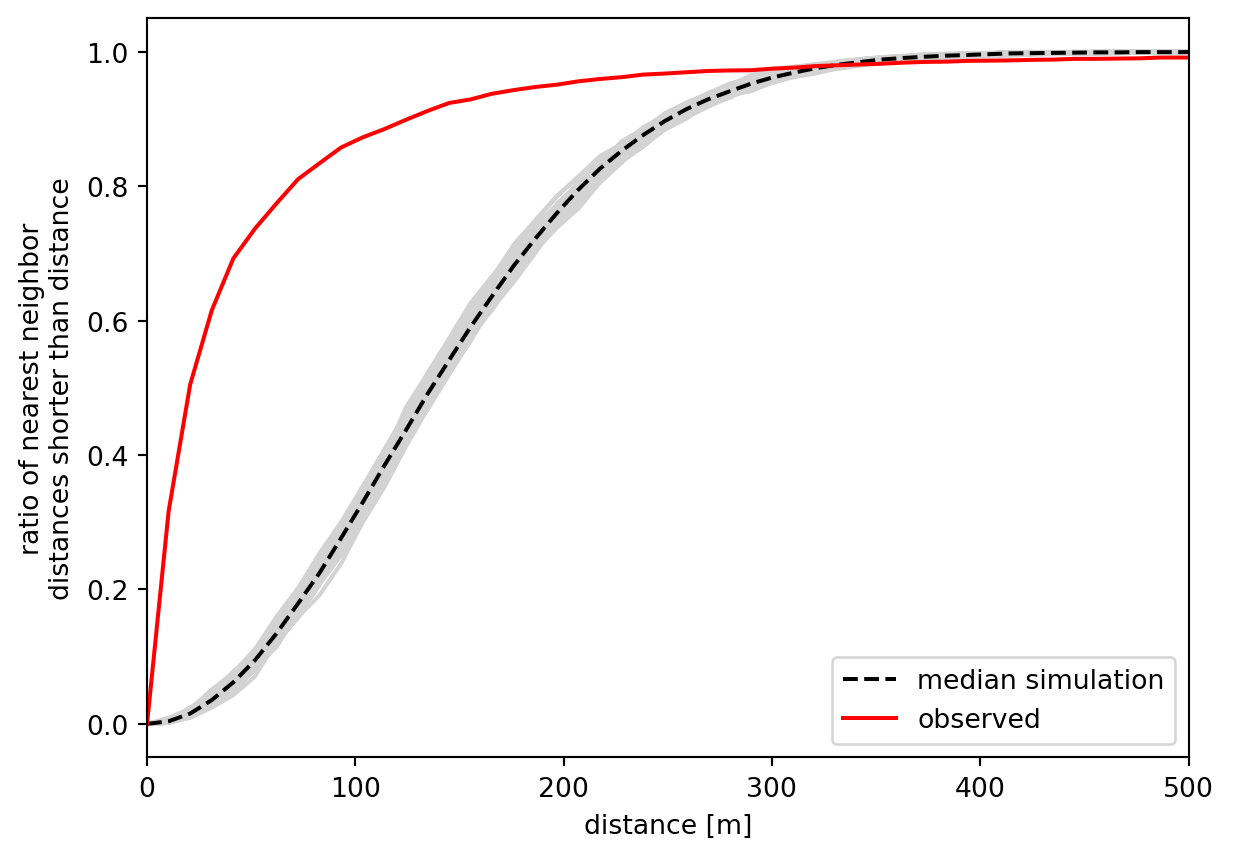 1.0
0.8
0.6
0.4
0.2
0.0
ratio of nearest neighbor
distances shorter than distance
median simulation
observed
0
100
200
300
400
500
distance [m]